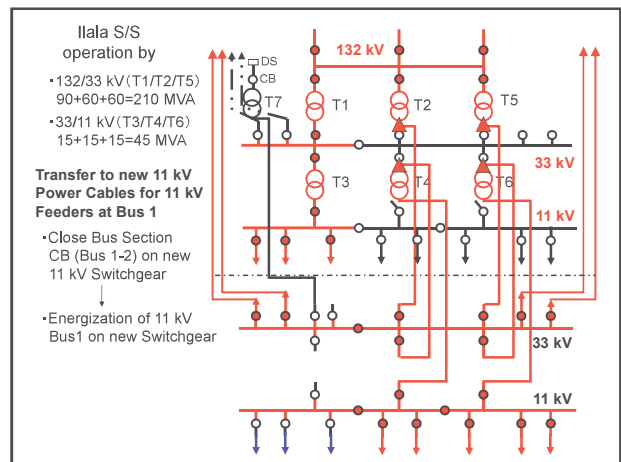 Ilala S/S
operation by
・132/33 kV(T1/T2/T5)
90+60+60=210 MVA
・33/11 kV(T3/T4/T6)
15+15+15=45 MVA
Transfer to new 11 kV
Power Cables for 11 kV
Feeders at Bus 1
・Close Bus Section
CB (Bus 1-2) on new
11 kV Switchgear
・Energization of 11 kV
Bus1 on new Switchgear
132 kV
DS
CB
T7
T1
T2
T5
33 kV
T3
T4
T6
11 kV
33 kV
11 kV